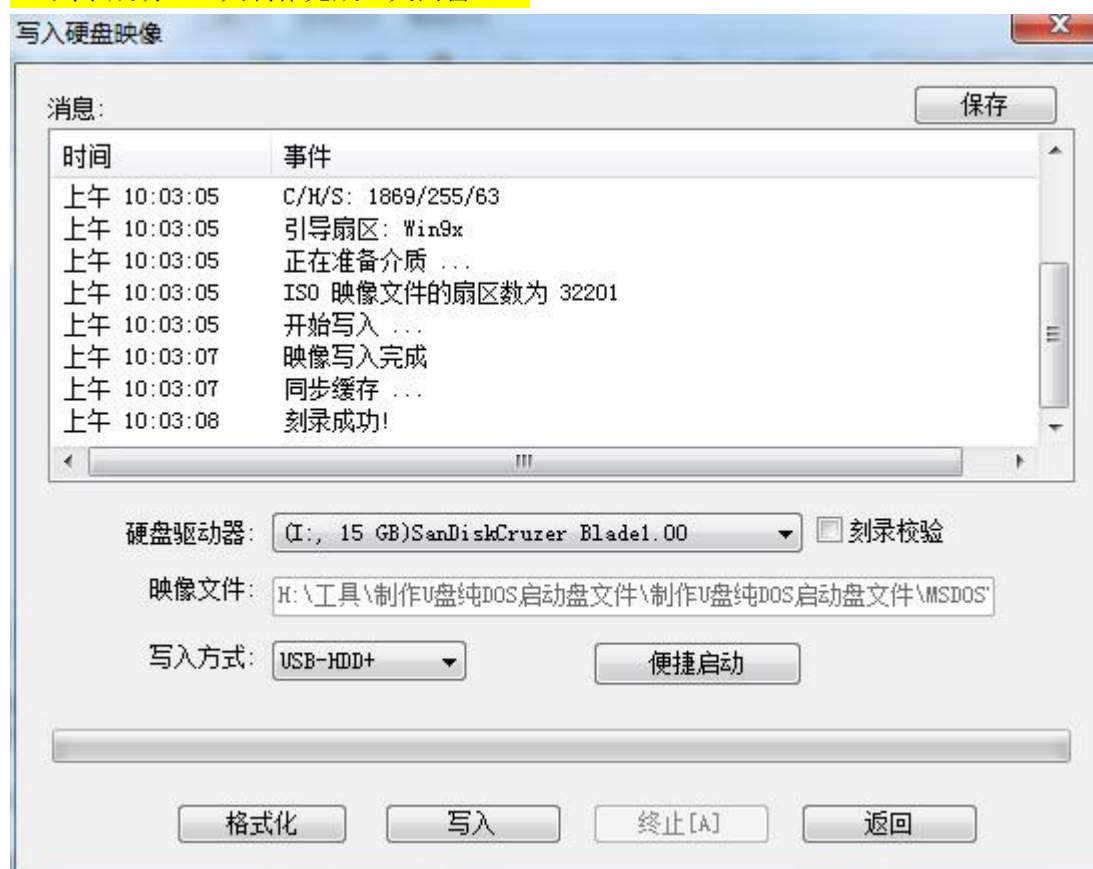 写入硬盘映像
消息:
保存
时间 事件
上午 10:03:05 C/H/S: 1869/255/63
上午 10:03:05 引导扇区: Win9x
上午 10:03:05 正在准备介质 ...
上午 10:03:05 ISO 映像文件的扇区数为 32201
上午 10:03:05 开始写入 ...
上午 10:03:07 映像写入完成
上午 10:03:07 同步缓存 ...
上午 10:03:08 刻录成功!
硬盘驱动器: (I:, 15 GB)SanDiskCruzer Blade1.00 刻录校验
映像文件: H:\工具\制作U盘纯DOS启动盘文件\制作U盘纯DOS启动盘文件\MSDOS
写入方式: USB-HDD+ 便捷启动
格式化 写入 终止[A] 返回